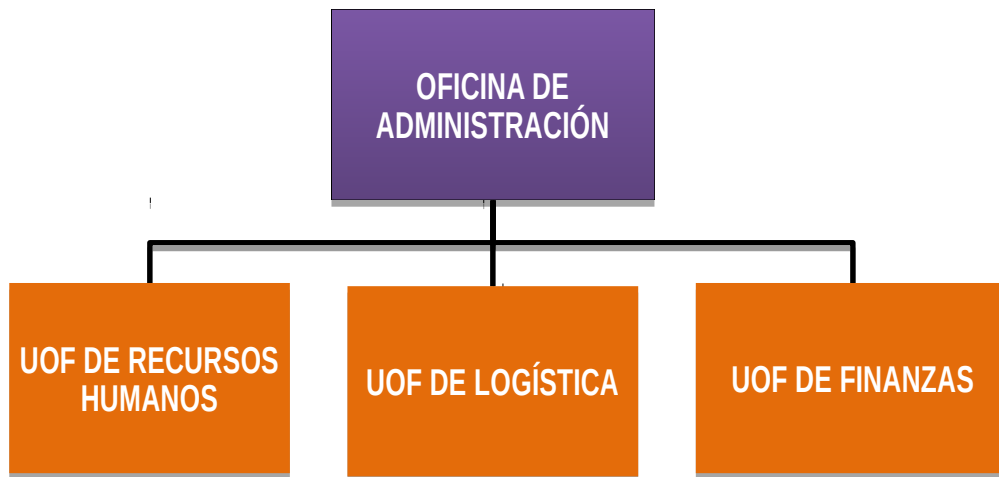 OFICINA DE
ADMINISTRACIÓN
UOF DE RECURSOS
HUMANOS
UOF DE LOGÍSTICA
UOF DE FINANZAS